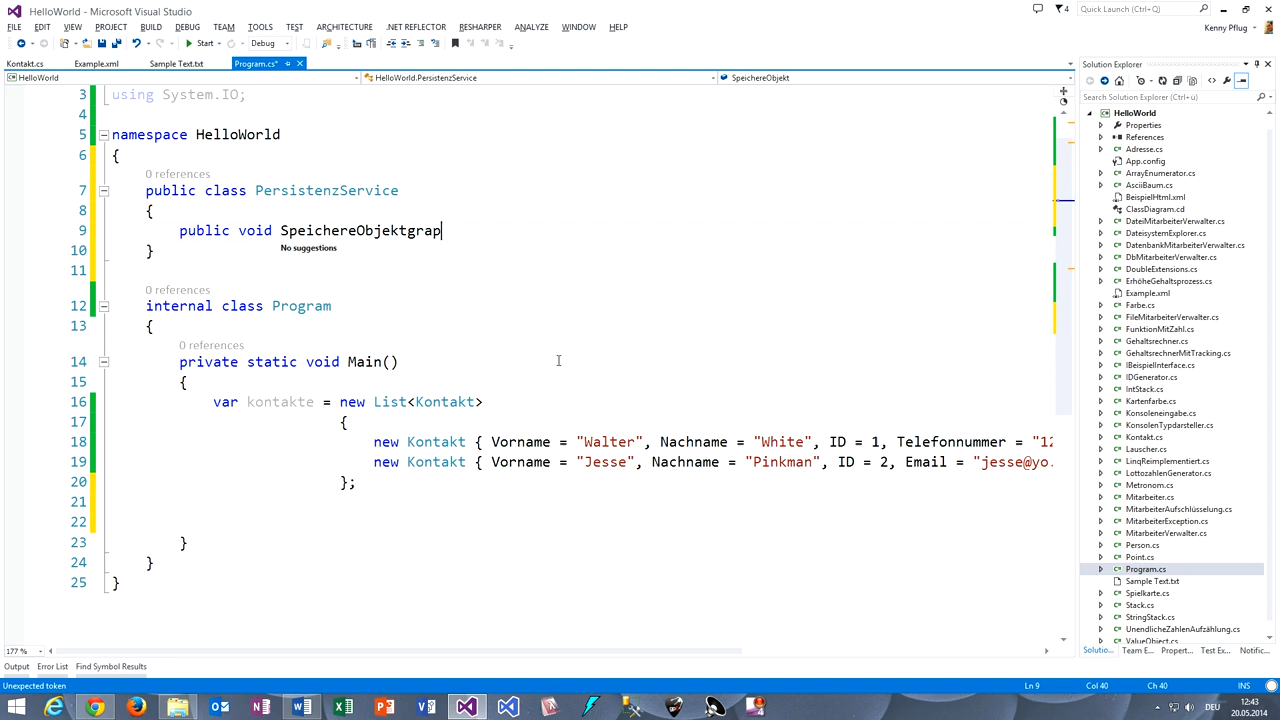 HelloWorld - Microsoft Visual Studio
4
Quick Launch (Ctrl+Ü)
FILE EDIT VIEW PROJECT BUILD DEBUG TEAM TOOLS TEST ARCHITECTURE .NET REFLECTOR RESHARPER ANALYZE WINDOW HELP
Kenny Pflug
Start Debug
Kontakt.cs Example.xml Sample Text.txt Program.cs*
HelloWorld HelloWorld.PersistenzService SpeichereObjekt
3 using System.IO;
4
5 namespace HelloWorld
6 {
0 references
7 public class PersistenzService
8 {
9 public void SpeichereObjektgrap
No suggestions
10 }
11
0 references
12 internal class Program
13 {
0 references
14 private static void Main()
15 {
16 var kontakte = new List<Kontakt>
17 {
18 new Kontakt { Vorname = "Walter", Nachname = "White", ID = 1, Telefonnummer = "12
19 new Kontakt { Vorname = "Jesse", Nachname = "Pinkman", ID = 2, Email = "jesse@yo.
20 };
21
22
23 }
24 }
25 }
177 %
Output Error List Find Symbol Results
Unexpected token
Ln 9 Col 40 Ch 40 INS
Solution Explorer
Search Solution Explorer (Ctrl+ü)
HelloWorld
Properties
References
Adresse.cs
App.config
ArrayEnumerator.cs
AsciiBaum.cs
BeispielHtml.xml
ClassDiagram.cd
DateiMitarbeiterVerwalter.cs
DateisystemExplorer.cs
DatenbankMitarbeiterVerwalter.cs
DbMitarbeiterVerwalter.cs
DoubleExtensions.cs
ErhöheGehaltsprozess.cs
Example.xml
Farbe.cs
FileMitarbeiterVerwalter.cs
FunktionMitZahl.cs
Gehaltsrechner.cs
GehaltsrechnerMitTracking.cs
IBeispielInterface.cs
IDGenerator.cs
IntStack.cs
Kartenfarbe.cs
Konsoleneingabe.cs
KonsolenTypdarsteller.cs
Kontakt.cs
Lauscher.cs
LinqReimplementiert.cs
LottozahlenGenerator.cs
Metronom.cs
Mitarbeiter.cs
MitarbeiterAufschlüsselung.cs
MitarbeiterException.cs
MitarbeiterVerwalter.cs
Person.cs
Point.cs
Program.cs
Sample Text.txt
Spielkarte.cs
Stack.cs
StringStack.cs
UnendlicheZahlenAufzählung.cs
ValueObject.cs
Solutio... Team E... Propert... Test Ex... Notific...
DEU
12:43
20.05.2014